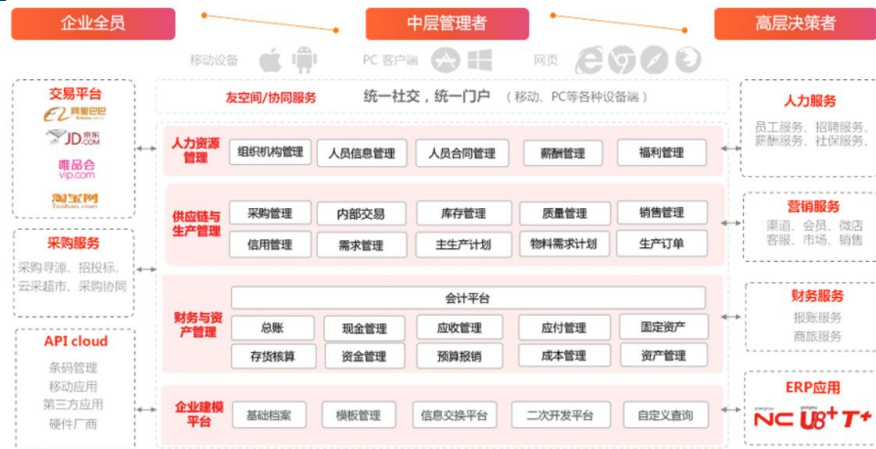 企业全员
中层管理者
高层决策者
移动设备
PC 客户端
网页
友空间/协同服务
统一社交，统一门户
（移动、PC等各种设备端）
交易平台
阿里巴巴
JD.COM 京东
唯品会
vip.com
淘宝网
Taobao.com
采购服务
采购寻源、招投标、
云采超市、采购协同
API cloud
条码管理
移动应用
第三方应用
硬件厂商
人力资源
管理
组织机构管理
人员信息管理
人员合同管理
薪酬管理
福利管理
供应链与
生产管理
采购管理
内部交易
库存管理
质量管理
销售管理
信用管理
需求管理
主生产计划
物料需求计划
生产订单
财务与资
产管理
会计平台
总账
现金管理
应收管理
应付管理
固定资产
存货核算
资金管理
预算报销
成本管理
资产管理
企业建模
平台
基础档案
模板管理
信息交换平台
二次开发平台
自定义查询
人力服务
员工服务、招聘服务、
薪酬服务、社保服务、
营销服务
渠道、会员、微店
客服、市场、销售
财务服务
报账服务
商旅服务
ERP应用
NC U8+ T+